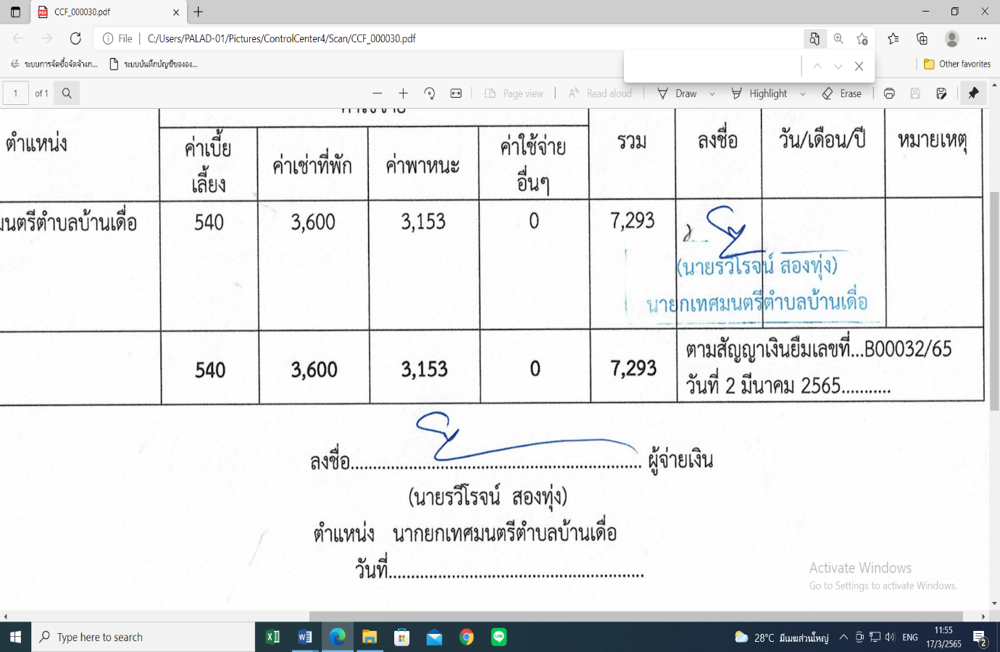 CCF_000030.pdf
File C:/Users/PALAD-01/Pictures/ControlCenter4/Scan/CCF_000030.pdf
ระบบการจัดซื้อจัดจ้างภ... ระบบบันทึกบัญชีขององ... Other favorites
1 of 1 Page view Read aloud Draw Highlight Erase
ตำแหน่ง ค่าเบี้ยเลี้ยง ค่าเช่าที่พัก ค่าพาหนะ ค่าใช้จ่ายอื่นๆ รวม ลงชื่อ วัน/เดือน/ปี หมายเหตุ
มนตรีตำบลบ้านเดื่อ 540 3,600 3,153 0 7,293
(นายรวีโรจน์ สองทุ่ง)
นายกเทศมนตรีตำบลบ้านเดื่อ
540 3,600 3,153 0 7,293 ตามสัญญาเงินยืมเลขที่...B00032/65
วันที่ 2 มีนาคม 2565...........
ลงชื่อ.................................................................. ผู้จ่ายเงิน
(นายรวีโรจน์ สองทุ่ง)
ตำแหน่ง นากยกเทศมนตรีตำบลบ้านเดื่อ
วันที่..........................................................
Activate Windows
Go to Settings to activate Windows.
Type here to search 28°C มีเมฆส่วนใหญ่ ENG 11:55
17/3/2565
2